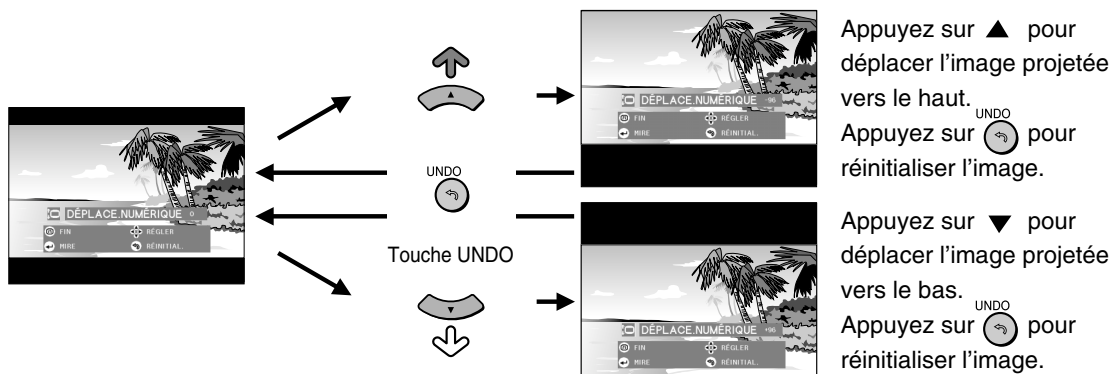 DÉPLACE.NUMÉRIQUE 0
FIN RÉGLER
MIRE RÉINITIAL.
UNDO
Touche UNDO
DÉPLACE.NUMÉRIQUE -96
FIN RÉGLER
MIRE RÉINITIAL.
Appuyez sur ▲ pour
déplacer l'image projetée
vers le haut.
UNDO
Appuyez sur pour
réinitialiser l'image.
DÉPLACE.NUMÉRIQUE +96
FIN RÉGLER
MIRE RÉINITIAL.
Appuyez sur ▼ pour
déplacer l'image projetée
vers le bas.
UNDO
Appuyez sur pour
réinitialiser l'image.